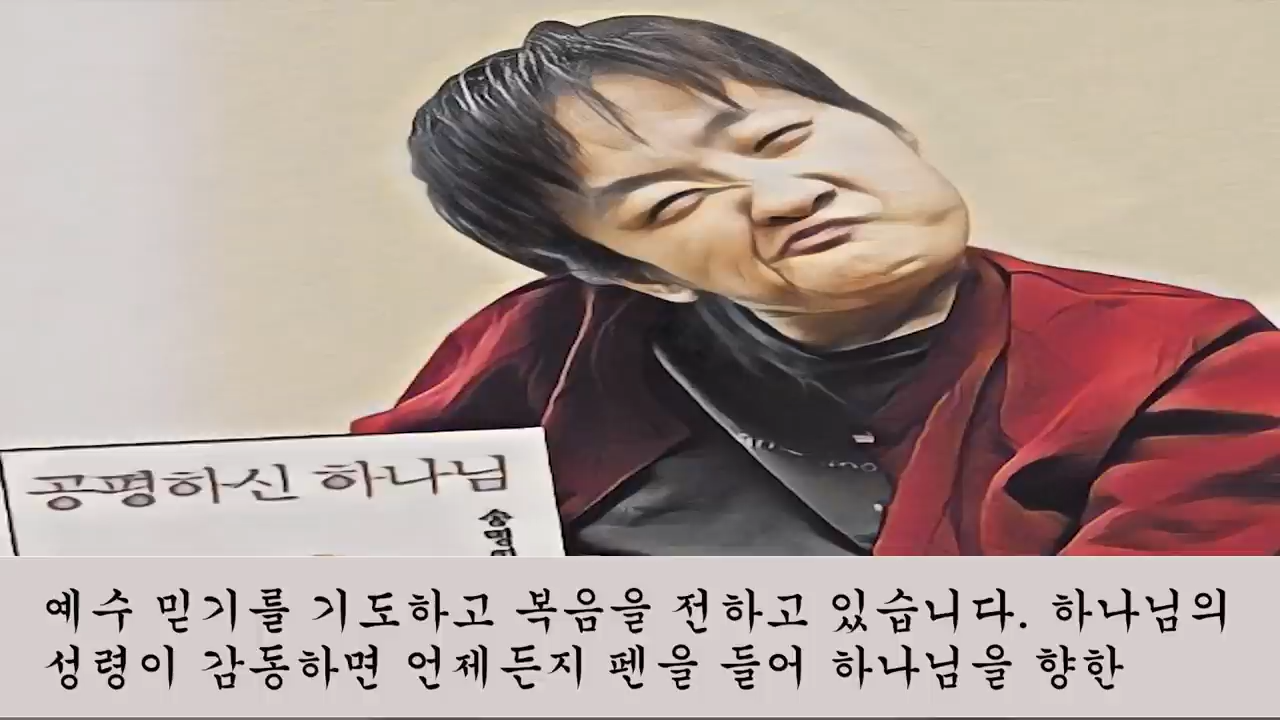 공평하신 하나님
송명
예수 믿기를 기도하고 복음을 전하고 있습니다. 하나님의
성령이 감동하면 언제든지 펜을 들어 하나님을 향한